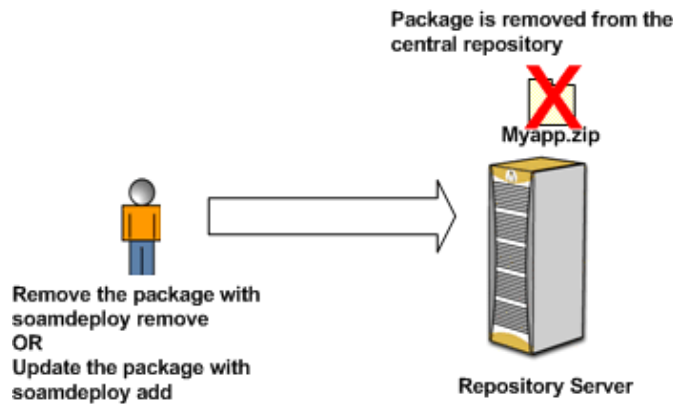 Package is removed from the
central repository
Myapp.zip
Remove the package with
soamdeploy remove
OR
Update the package with
soamdeploy add
Repository Server